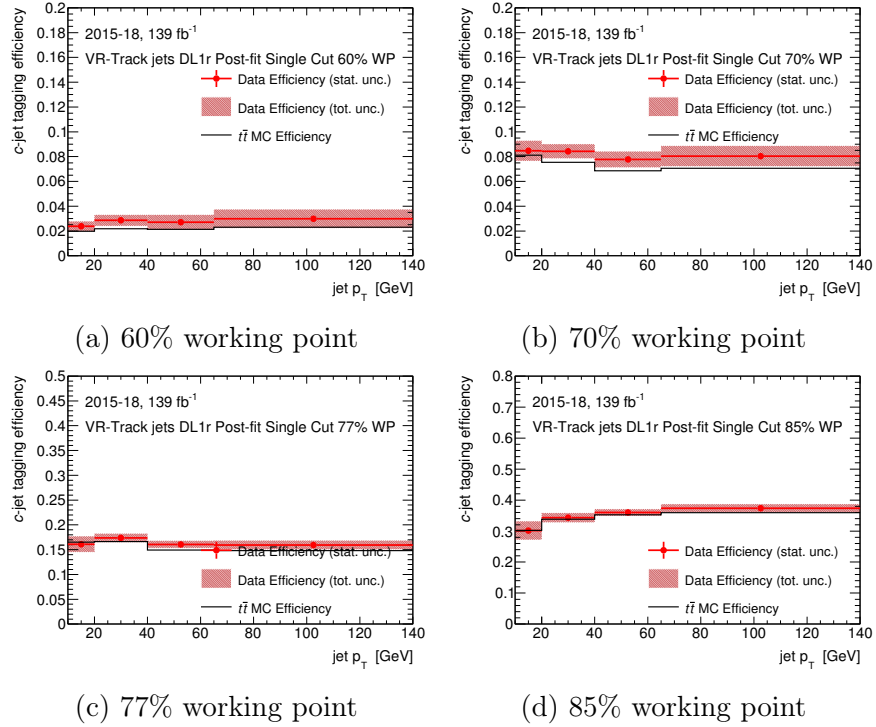 c-jet tagging efficiency
0.2
0.18
0.16
0.14
0.12
0.1
0.08
0.06
0.04
0.02
0
2015-18, 139 fb⁻¹
VR-Track jets DL1r Post-fit Single Cut 60% WP
Data Efficiency (stat. unc.)
Data Efficiency (tot. unc.)
tt̄ MC Efficiency
20 40 60 80 100 120 140
jet p_T [GeV]
(a) 60% working point
c-jet tagging efficiency
0.2
0.18
0.16
0.14
0.12
0.1
0.08
0.06
0.04
0.02
0
2015-18, 139 fb⁻¹
VR-Track jets DL1r Post-fit Single Cut 70% WP
Data Efficiency (stat. unc.)
Data Efficiency (tot. unc.)
tt̄ MC Efficiency
20 40 60 80 100 120 140
jet p_T [GeV]
(b) 70% working point
c-jet tagging efficiency
0.5
0.45
0.4
0.35
0.3
0.25
0.2
0.15
0.1
0.05
0
2015-18, 139 fb⁻¹
VR-Track jets DL1r Post-fit Single Cut 77% WP
Data Efficiency (stat. unc.)
Data Efficiency (tot. unc.)
tt̄ MC Efficiency
20 40 60 80 100 120 140
jet p_T [GeV]
(c) 77% working point
c-jet tagging efficiency
0.8
0.7
0.6
0.5
0.4
0.3
0.2
0.1
0
2015-18, 139 fb⁻¹
VR-Track jets DL1r Post-fit Single Cut 85% WP
Data Efficiency (stat. unc.)
Data Efficiency (tot. unc.)
tt̄ MC Efficiency
20 40 60 80 100 120 140
jet p_T [GeV]
(d) 85% working point